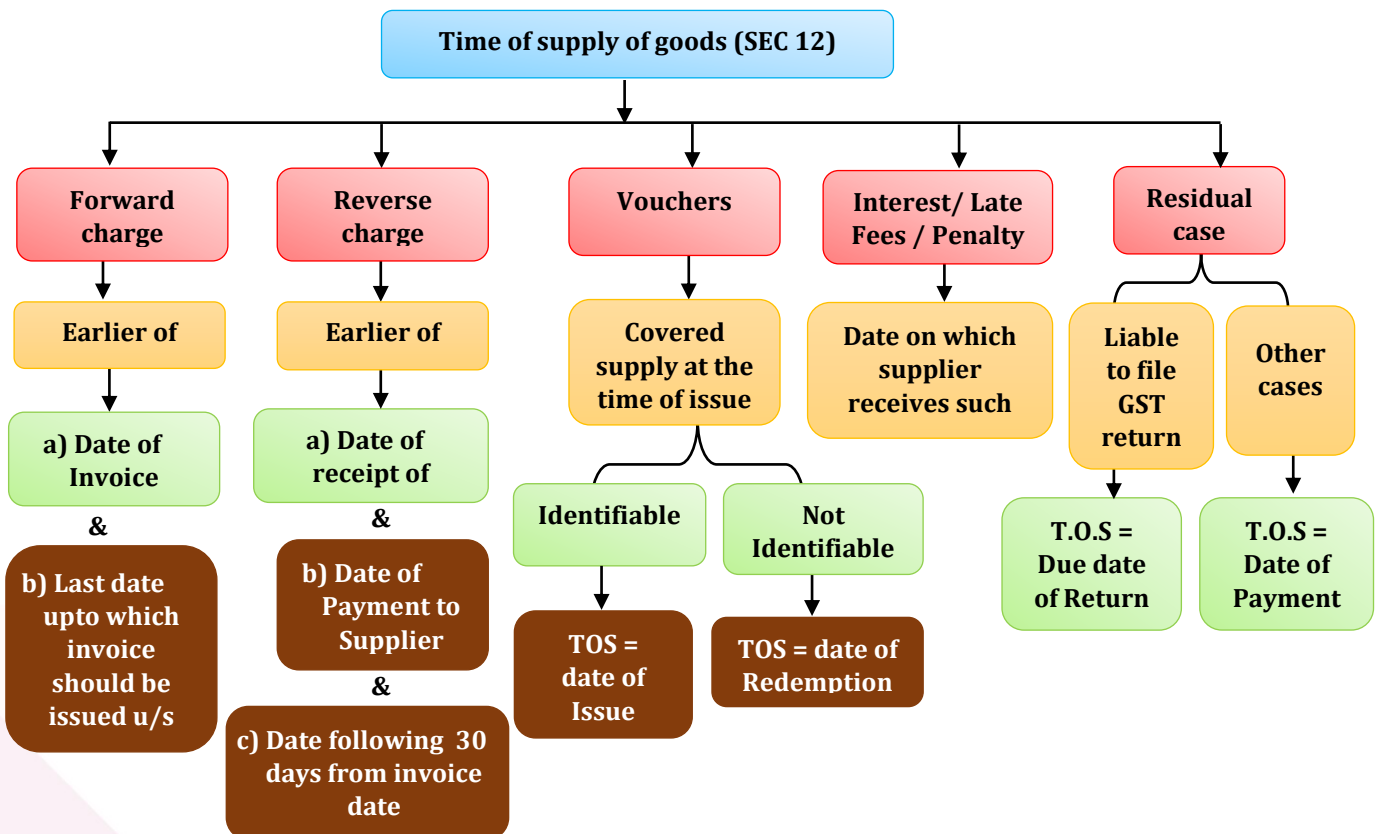 Time of supply of goods (SEC 12)
Forward
charge
Earlier of
a) Date of
Invoice
&
b) Last date
upto which
invoice
should be
issued u/s
Reverse
charge
Earlier of
a) Date of
receipt of
&
b) Date of
Payment to
Supplier
&
c) Date following 30
days from invoice
date
Vouchers
Covered
supply at the
time of issue
Identifiable
TOS =
date of
Issue
Not
Identifiable
TOS = date of
Redemption
Interest/ Late
Fees / Penalty
Date on which
supplier
receives such
Residual
case
Liable
to file
GST
return
T.O.S =
Due date
of Return
Other
cases
T.O.S =
Date of
Payment